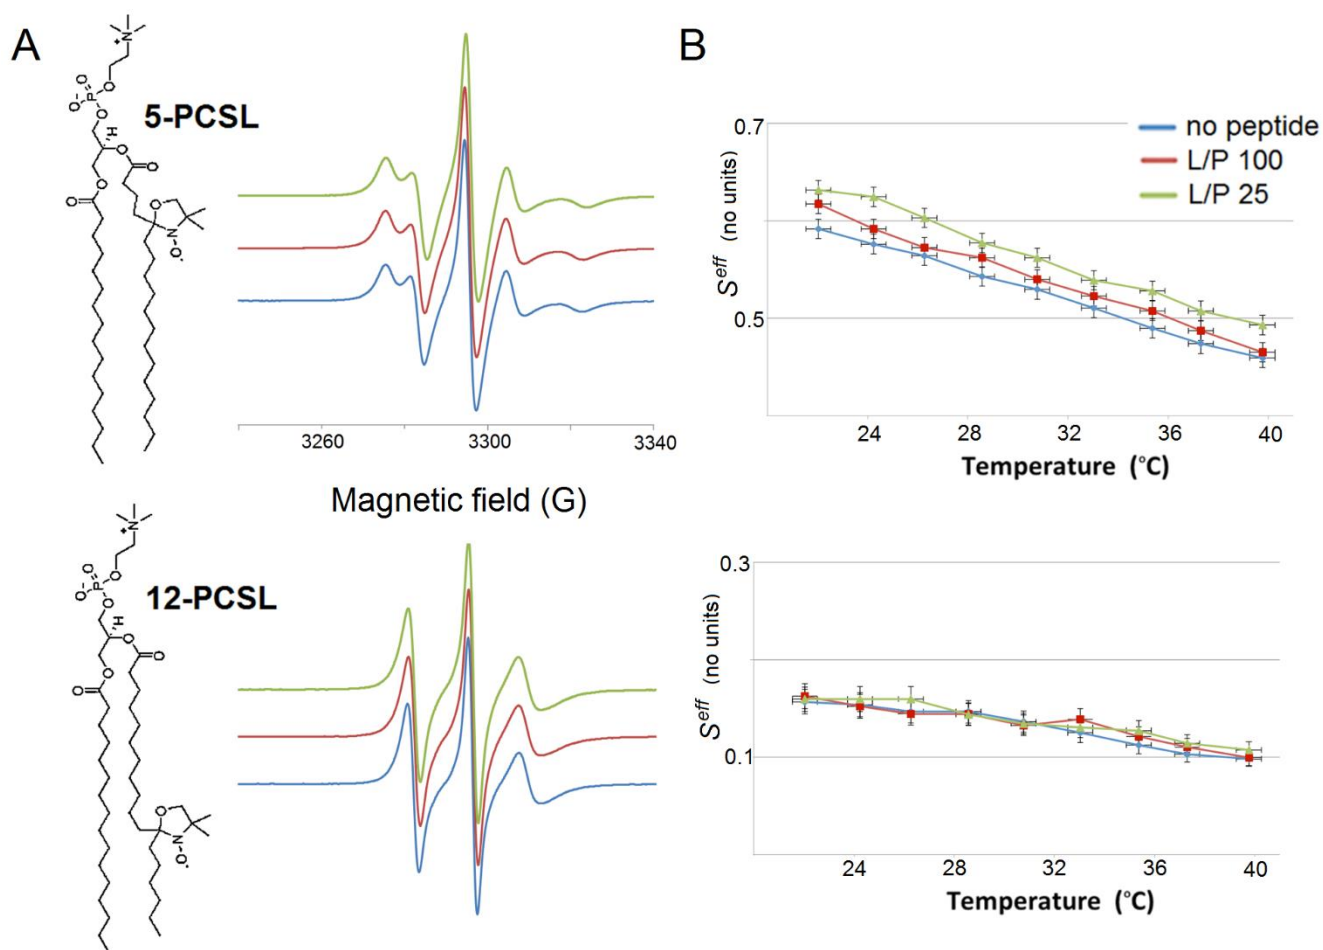 A
B
5-PCSL
N
+
O
O-
P
O
O
H,
O
O
O
O
O
N
-O·
3260
3300
3340
Magnetic field (G)
no peptide
L/P 100
L/P 25
0.7
0.5
S^eff (no units)
24
28
32
36
40
Temperature (°C)
12-PCSL
N
+
O
O-
P
O
O
H,
O
O
O
O
O
N
-O·
0.3
0.1
S^eff (no units)
24
28
32
36
40
Temperature (°C)